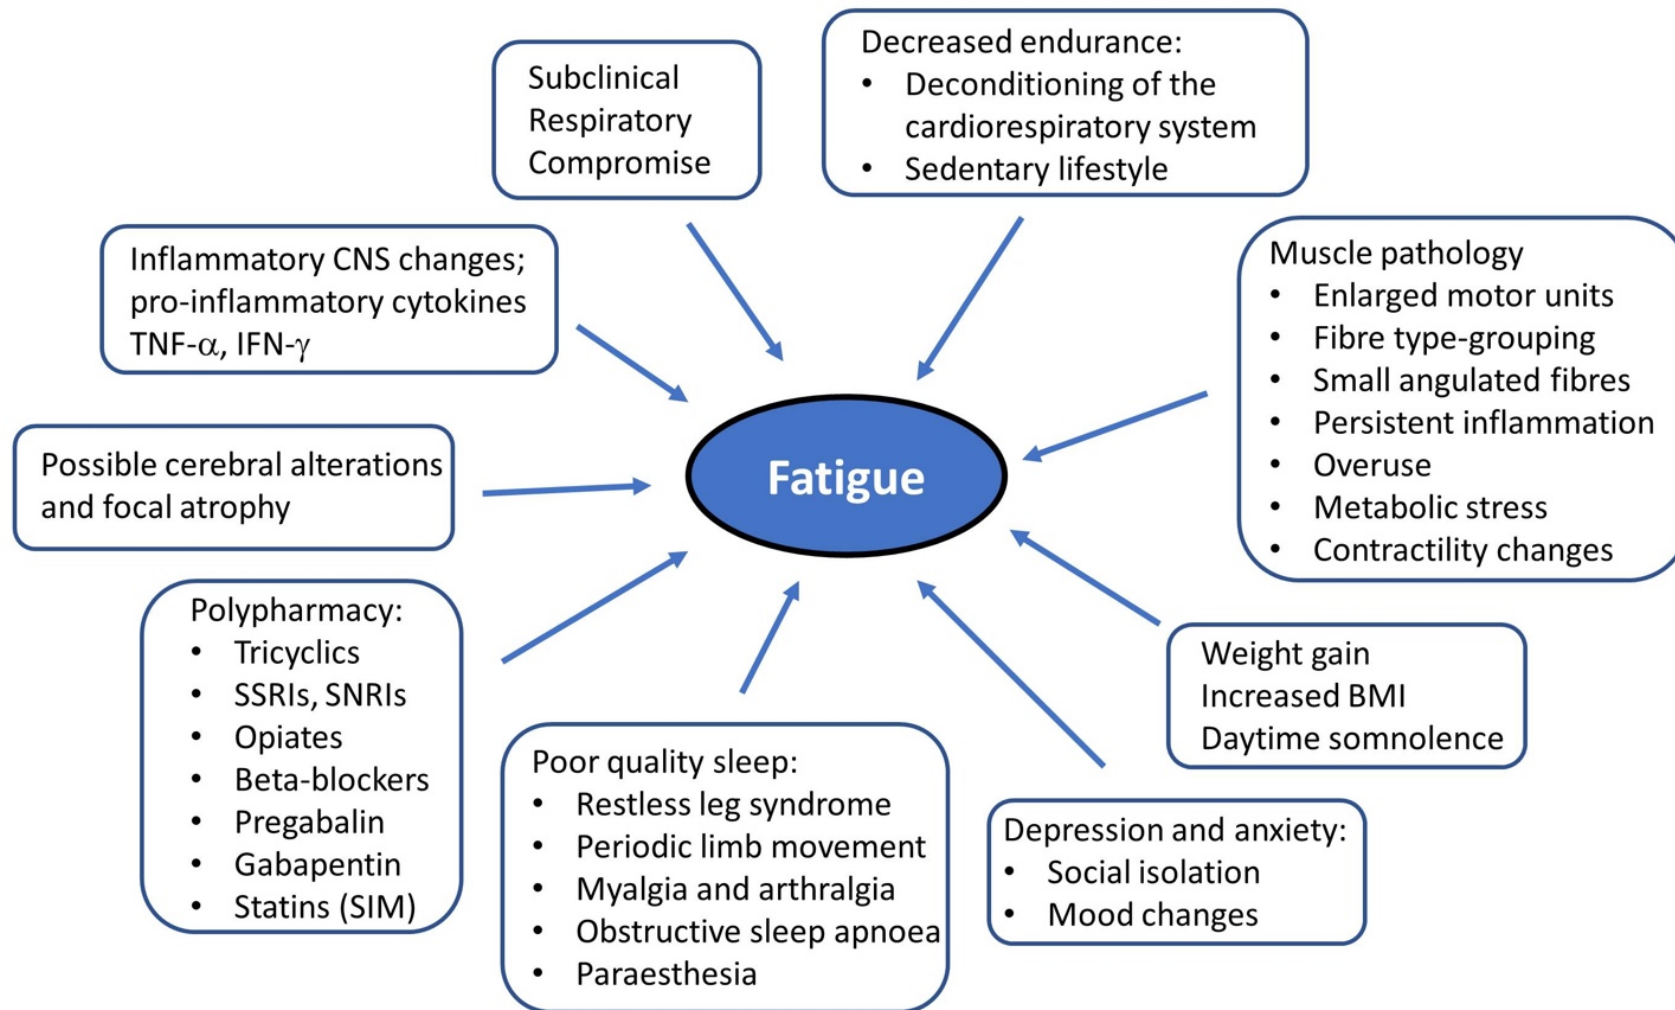 Subclinical
Respiratory
Compromise
Decreased endurance:
• Deconditioning of the
cardiorespiratory system
• Sedentary lifestyle
Inflammatory CNS changes;
pro-inflammatory cytokines
TNF-α, IFN-γ
Muscle pathology
• Enlarged motor units
• Fibre type-grouping
• Small angulated fibres
• Persistent inflammation
• Overuse
• Metabolic stress
• Contractility changes
Possible cerebral alterations
and focal atrophy
Fatigue
Polypharmacy:
• Tricyclics
• SSRIs, SNRIs
• Opiates
• Beta-blockers
• Pregabalin
• Gabapentin
• Statins (SIM)
Poor quality sleep:
• Restless leg syndrome
• Periodic limb movement
• Myalgia and arthralgia
• Obstructive sleep apnoea
• Paraesthesia
Weight gain
Increased BMI
Daytime somnolence
Depression and anxiety:
• Social isolation
• Mood changes